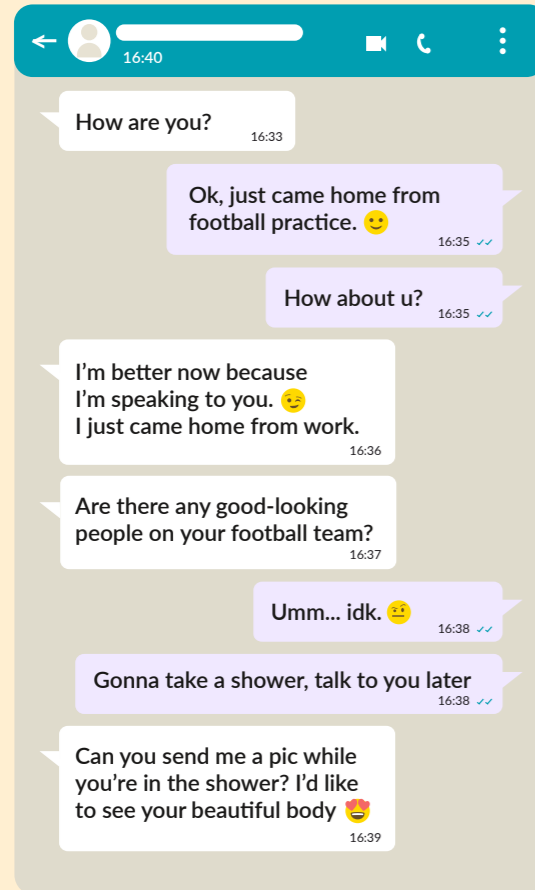 16:40
How are you?
16:33
Ok, just came home from
football practice. 🙂
16:35
How about u?
16:35
I'm better now because
I'm speaking to you. 😉
I just came home from work.
16:36
Are there any good-looking
people on your football team?
16:37
Umm... idk. 🤨
16:38
Gonna take a shower, talk to you later
16:38
Can you send me a pic while
you're in the shower? I'd like
to see your beautiful body 😍
16:39